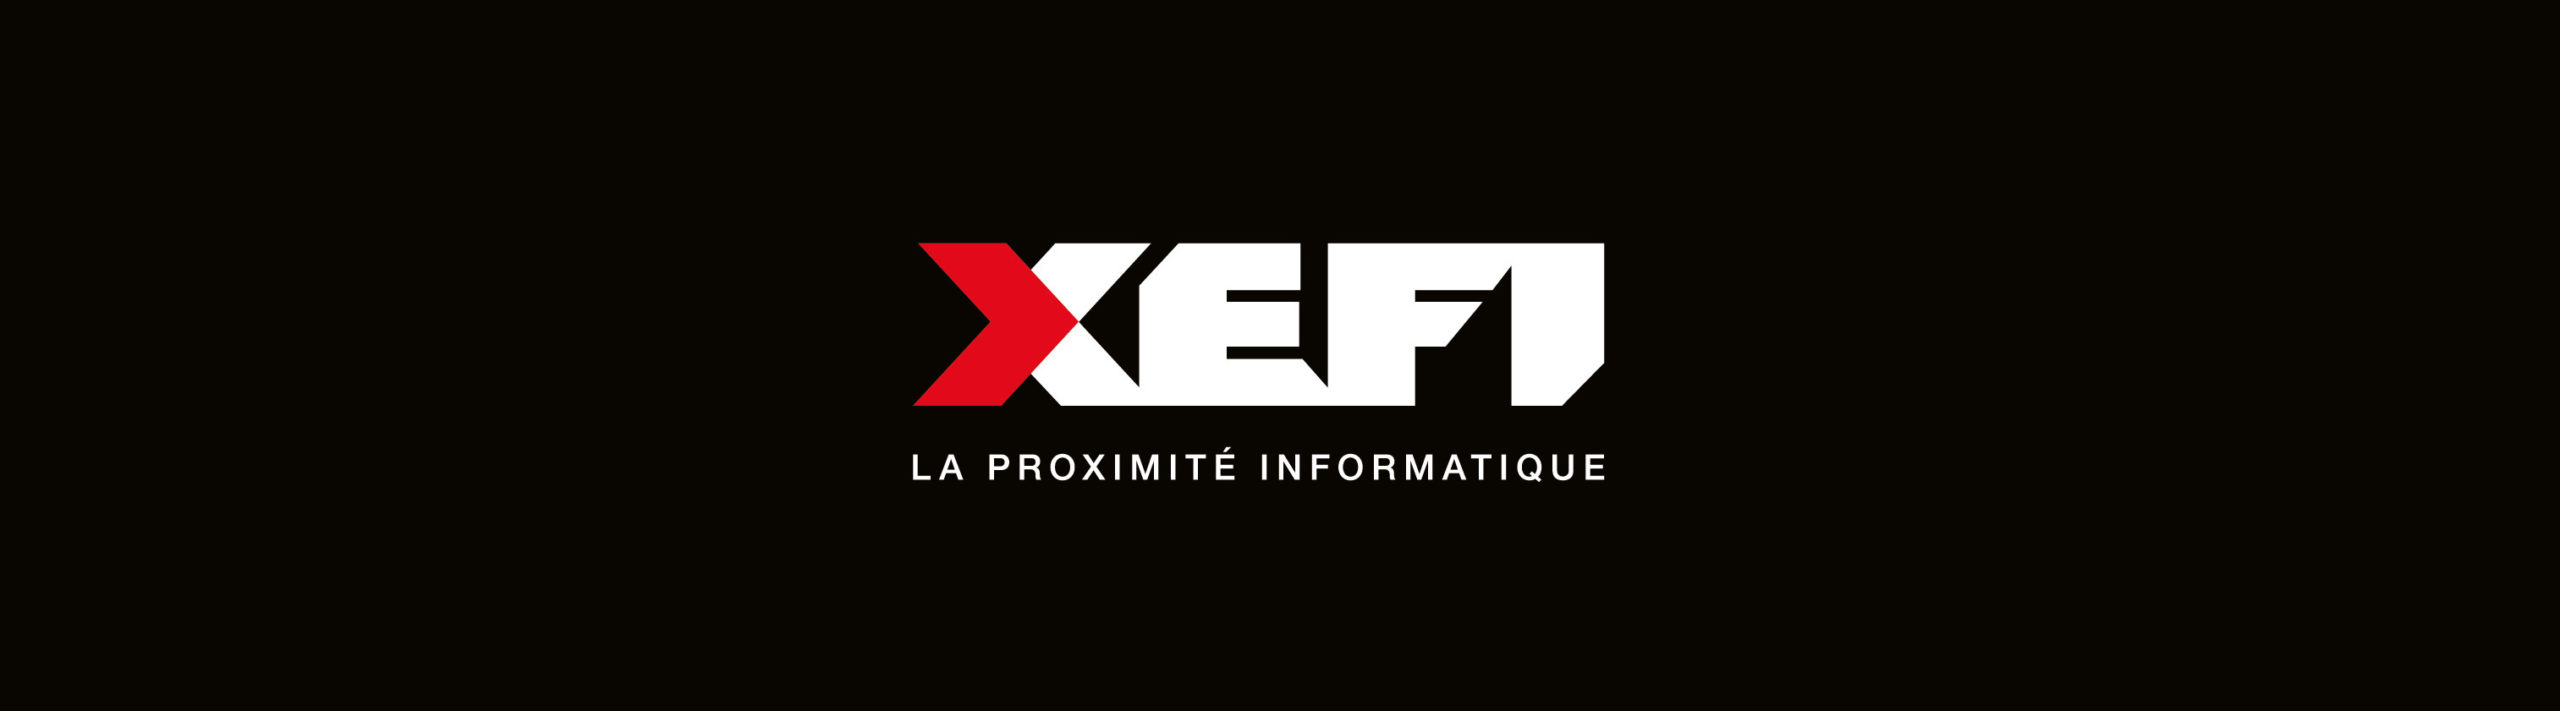 XEFI
LA PROXIMITÉ INFORMATIQUE